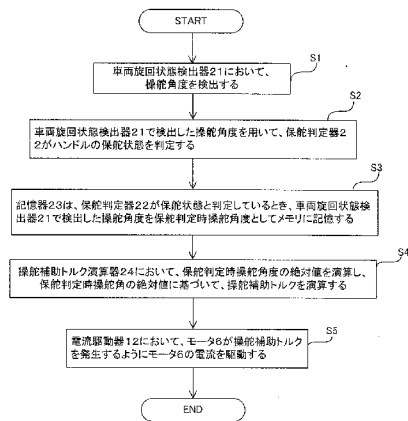 START
S1
車両旋回状態検出器21において、
操舵角度を検出する
S2
車両旋回状態検出器21で検出した操舵角度を用いて、保舵判定器2
2がハンドルの保舵状態を判定する
S3
記憶器23は、保舵判定器22が保舵状態と判定しているとき、車両旋回状態検
出器21で検出した操舵角度を保舵判定時操舵角度としてメモリに記憶する
S4
操舵補助トルク演算器24において、保舵判定時操舵角度の絶対値を演算し、
保舵判定時操舵角の絶対値に基づいて、操舵補助トルクを演算する
S5
電流駆動器12において、モータ6が操舵補助トルク
を発生するようにモータ6の電流を駆動する
END